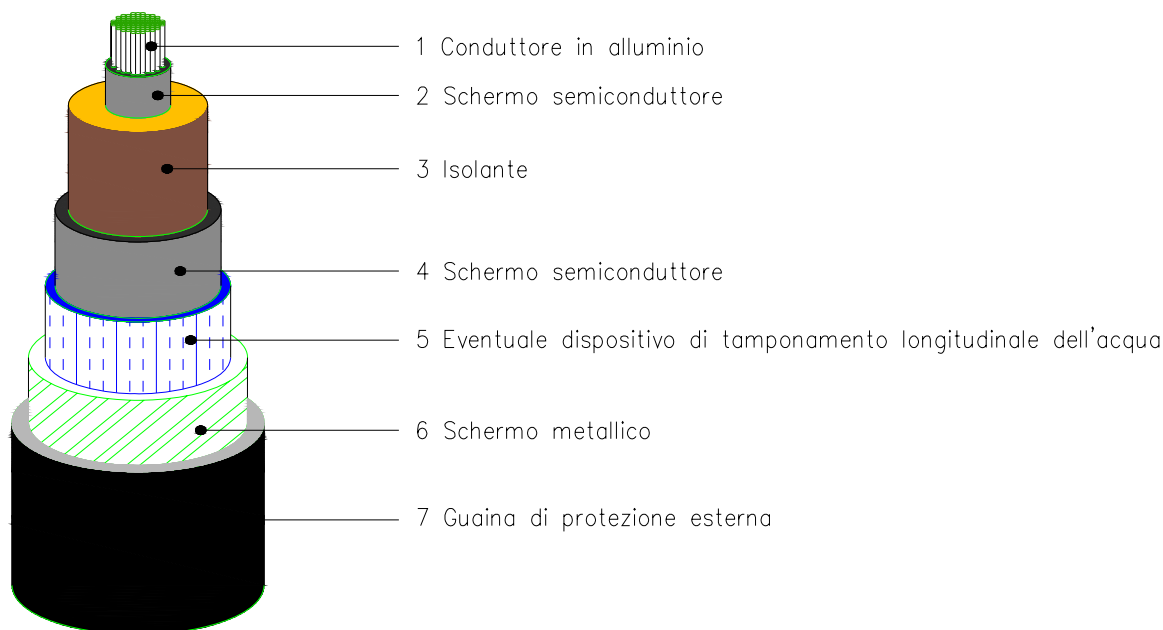 1 Conduttore in alluminio
2 Schermo semiconduttore
3 Isolante
4 Schermo semiconduttore
5 Eventuale dispositivo di tamponamento longitudinale dell'acqua
6 Schermo metallico
7 Guaina di protezione esterna